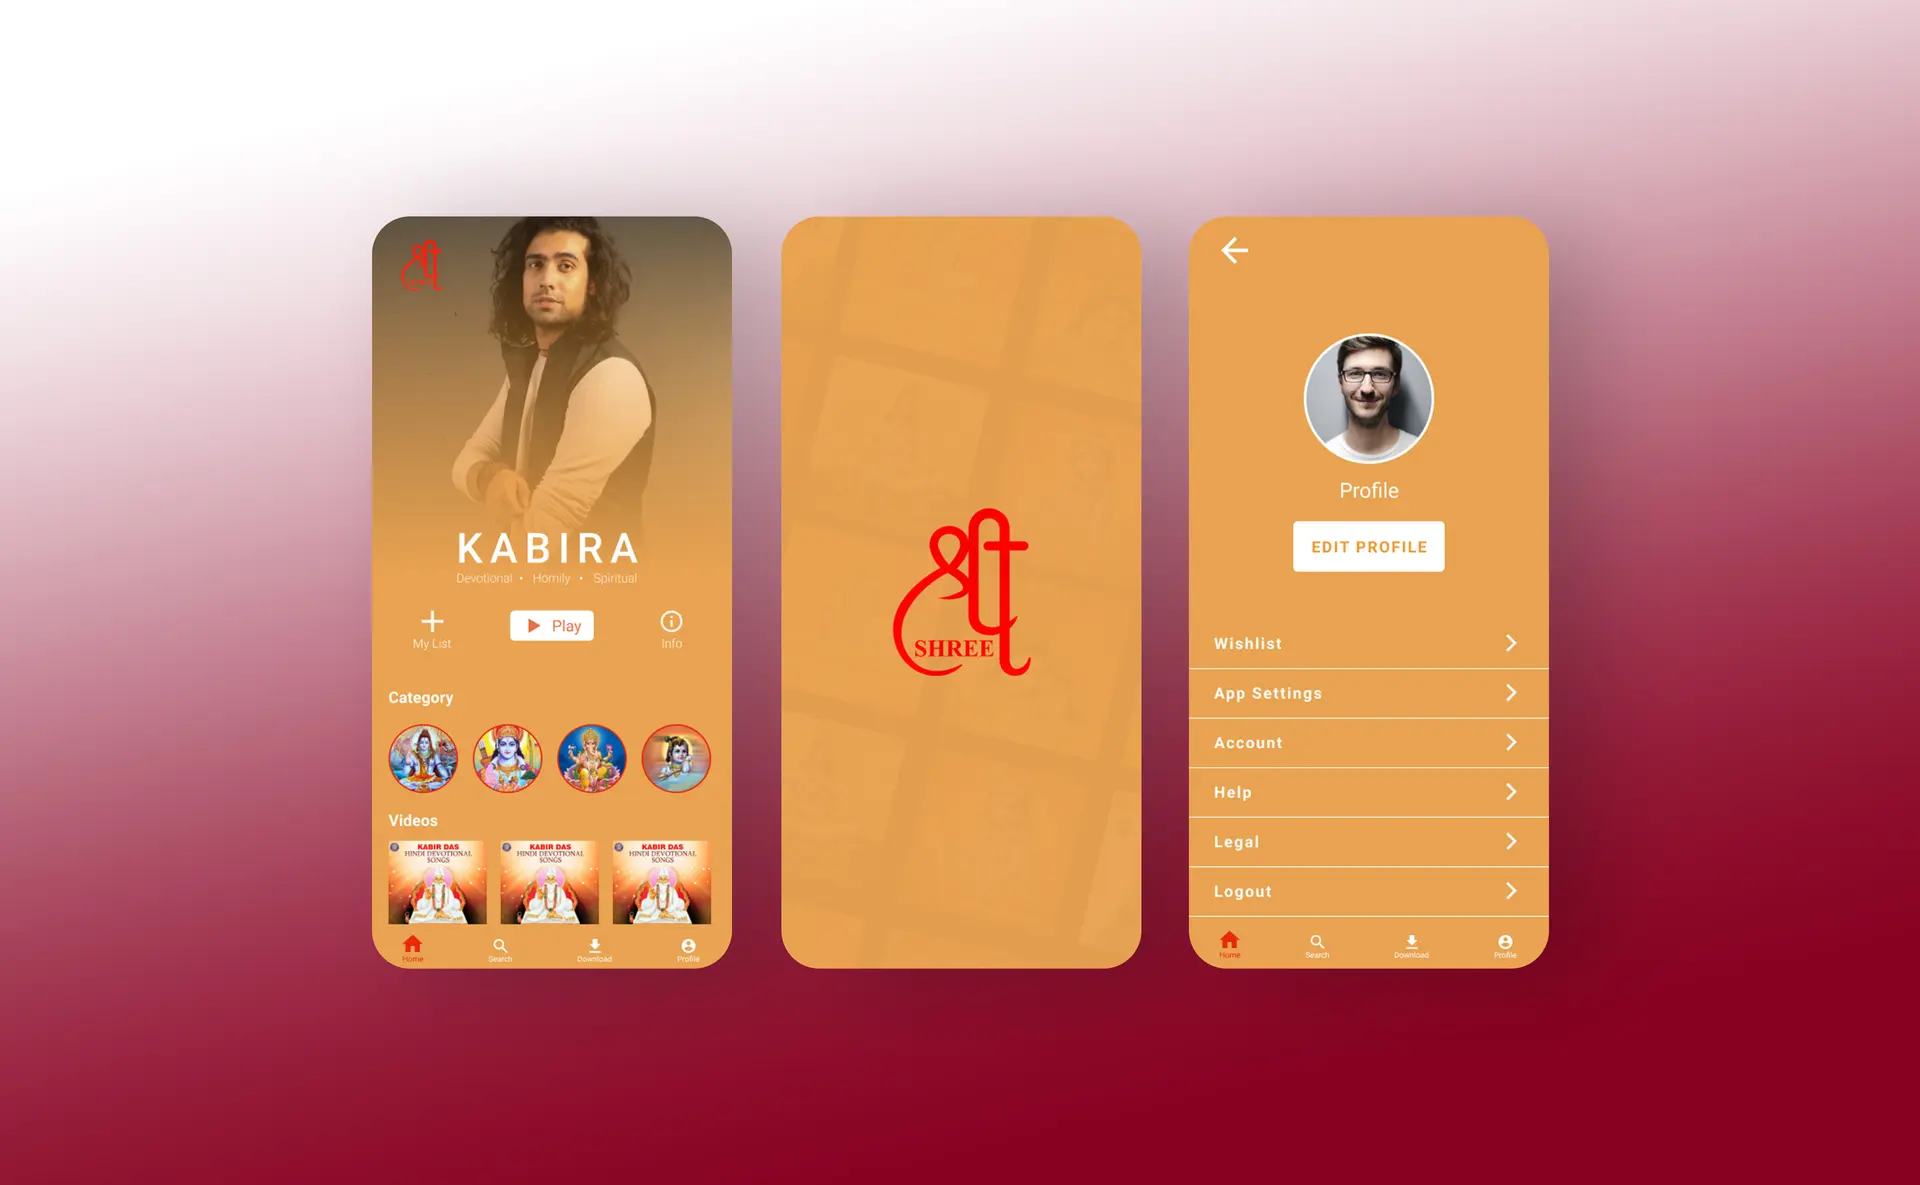 श्री
KABIRA
Devotional • Homily • Spiritual
My List
Play
Info
Category
Videos
KABIR DAS
HINDI DEVOTIONAL
SONGS
KABIR DAS
HINDI DEVOTIONAL
SONGS
KABIR DAS
HINDI DEVOTIONAL
SONGS
Home
Search
Download
Profile
श्री
SHREE
Profile
EDIT PROFILE
Wishlist
App Settings
Account
Help
Legal
Logout
Home
Search
Download
Profile